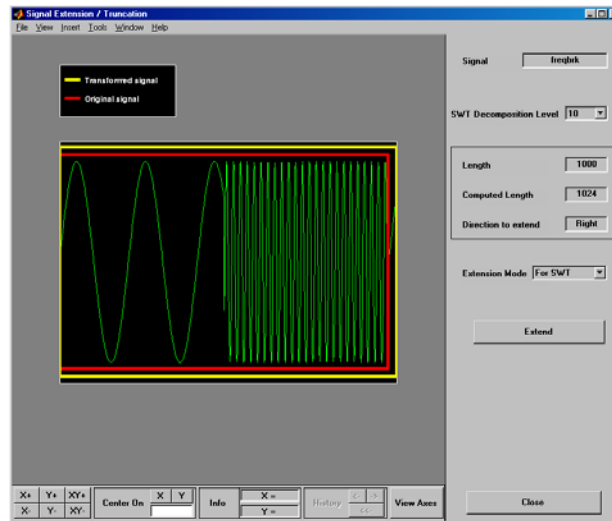 Signal Extension / Truncation
File View Insert Tools Window Help
Transformed signal
Original signal
Signal freqbrk
SWT Decomposition Level 10
Length 1000
Computed Length 1024
Direction to extend Right
Extension Mode For SWT
Extend
X+ Y+ XY+
X- Y- XY-
Center On X Y
Info X =
Y =
History <- ->
<<-
View Axes
Close